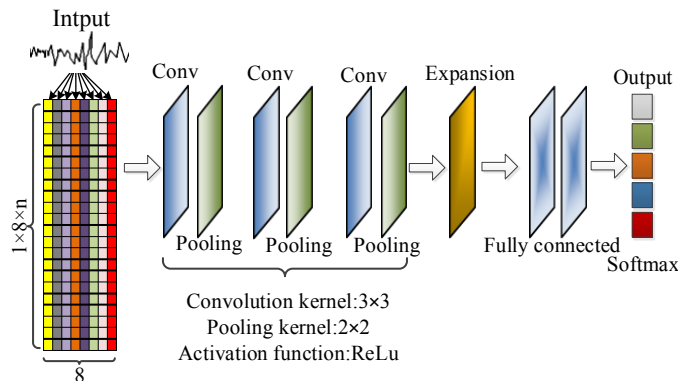 Intput
Conv
Conv
Conv
Expansion
Output
1×8×n
Pooling
Pooling
Pooling
Fully connected
Softmax
Convolution kernel:3×3
Pooling kernel:2×2
Activation function:ReLu
8